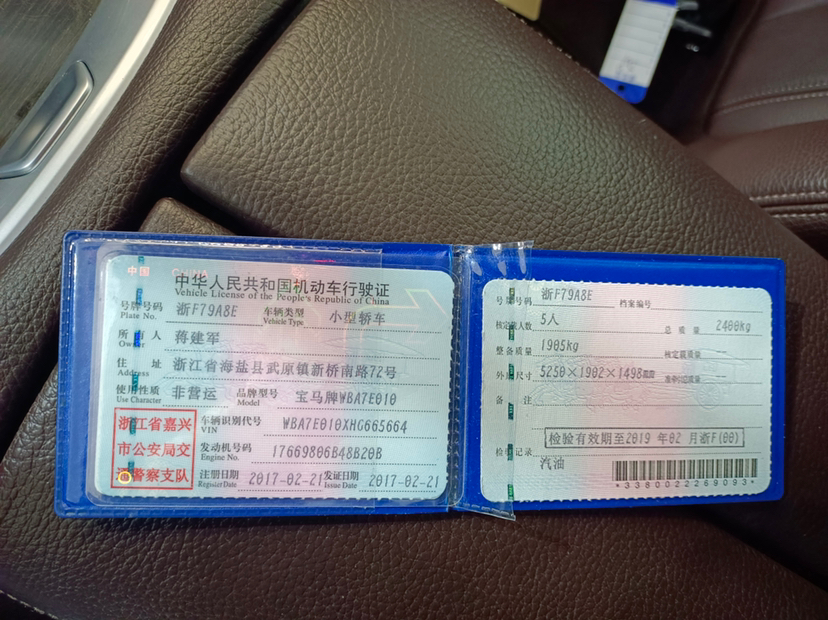 中国 CHINA
中华人民共和国机动车行驶证
Vehicle License of the People's Republic of China
号牌号码 浙F79A8E 车辆类型 小型轿车
Plate No. Vehicle Type
所有人 蒋建军
Owner
住址 浙江省海盐县武原镇新桥南路72号
Address
使用性质 非营运 品牌型号 宝马牌WBA7E010
Use Character Model
浙江省嘉兴
市公安局交
通警察支队
车辆识别代号 WBA7E010XHG665664
VIN
发动机号码 17669806B48B20B
Engine No.
注册日期 2017-02-21 发证日期 2017-02-21
Register Date Issue Date
号牌号码 浙F79A8E 档案编号
核定载人数 5人 总质量 2400kg
整备质量 1905kg 核定载质量
外廓尺寸 5250×1902×1498
备注
检验有效期至2019年02月浙F(00)
检验记录
汽油
*3380022269093*